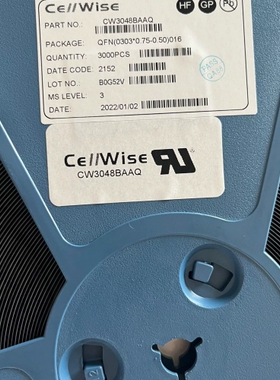 CellWise
HF GP Pb
PART NO.: CW3048BAAQ
PACKAGE: QFN(0303*0.75-0.50)016
QUANTITY: 3000PCS
DATE CODE: 2152
LOT NO.: B0G52V
MS LEVEL: 3
DATE: 2022/01/02
CellWise
CW3048BAAQ